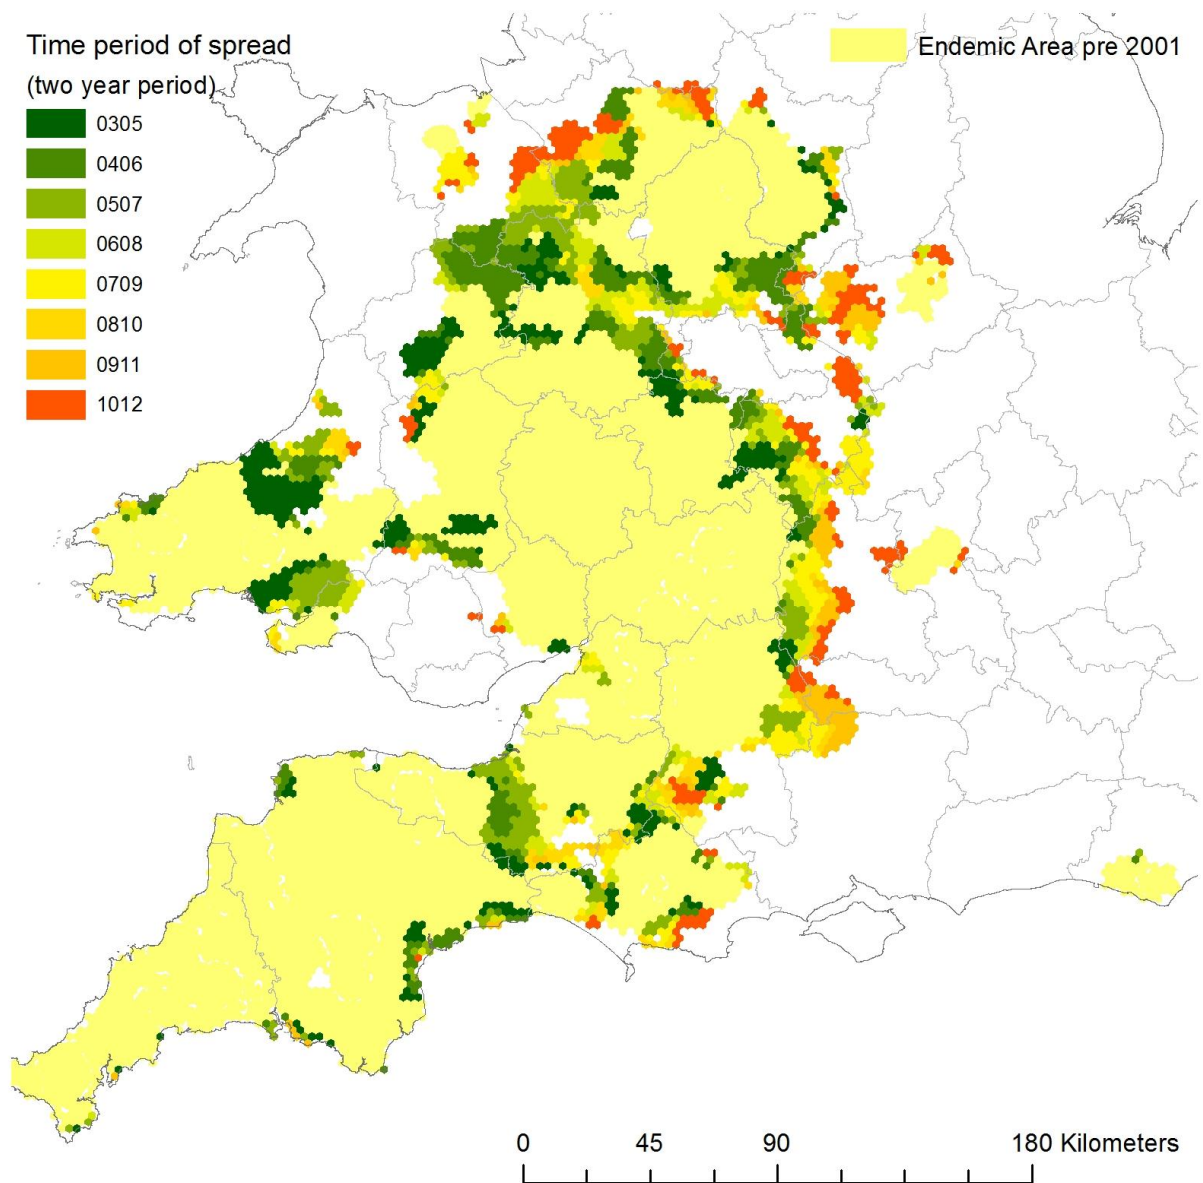 Time period of spread
(two year period)
0305
0406
0507
0608
0709
0810
0911
1012
Endemic Area pre 2001
0 45 90 180 Kilometers